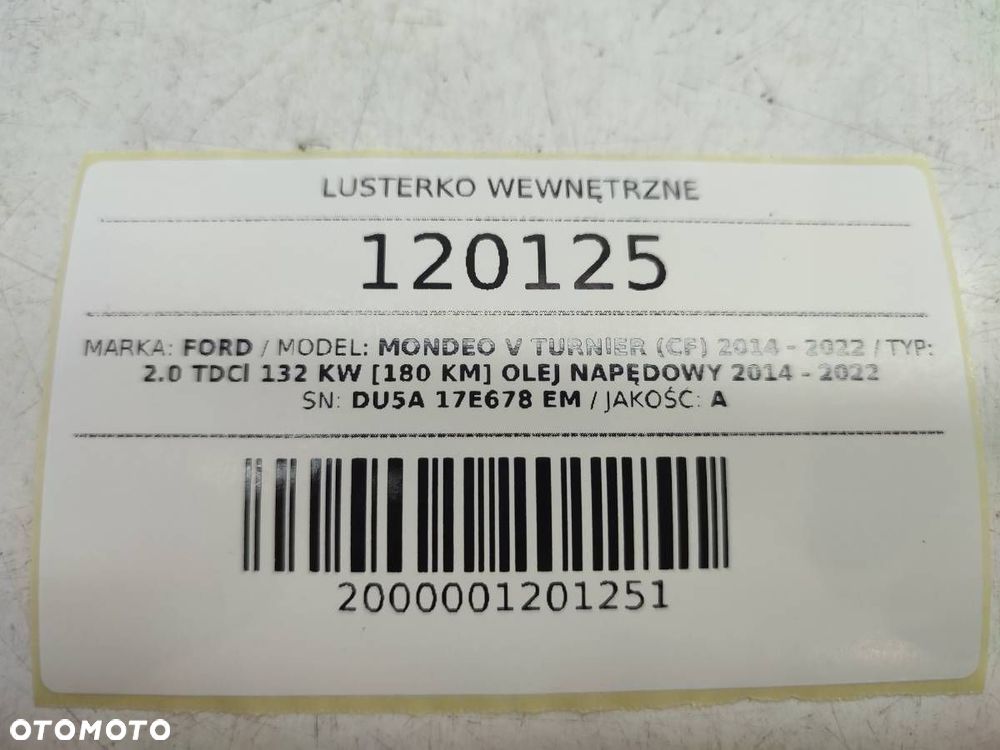 LUSTERKO WEWNĘTRZNE
120125
MARKA: FORD / MODEL: MONDEO V TURNIER (CF) 2014 - 2022 / TYP:
2.0 TDCI 132 KW [180 KM] OLEJ NAPĘDOWY 2014 - 2022
SN: DU5A 17E678 EM / JAKOŚĆ: A
2000001201251
OTOMOTO